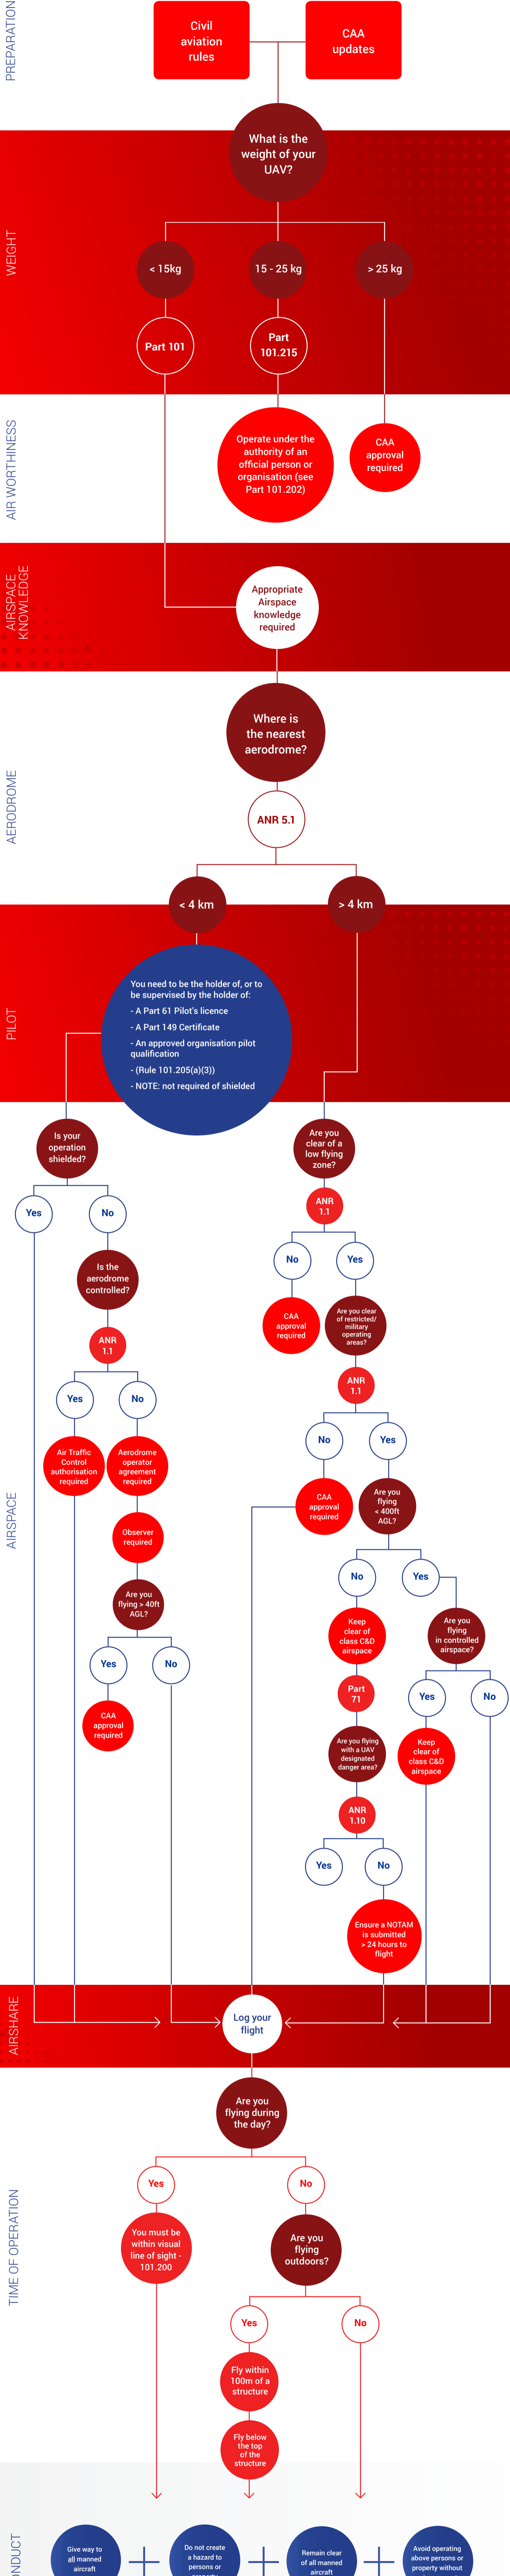 PREPARATION
Civil
aviation
rules
CAA
updates
WEIGHT
What is the
weight of your
UAV?
< 15kg
15 - 25 kg
> 25 kg
Part 101
Part
101.215
AIR WORTHINESS
Operate under the
authority of an
official person or
organisation (see
Part 101.202)
CAA
approval
required
AIRSPACE
KNOWLEDGE
Appropriate
Airspace
knowledge
required
AERODROME
Where is
the nearest
aerodrome?
ANR 5.1
< 4 km
> 4 km
PILOT
You need to be the holder of, or to
be supervised by the holder of:
- A Part 61 Pilot's licence
- A Part 149 Certificate
- An approved organisation pilot
qualification
- (Rule 101.205(a)(3))
- NOTE: not required of shielded
AIRSPACE
Is your
operation
shielded?
Yes
No
Is the
aerodrome
controlled?
ANR
1.1
Yes
No
Air Traffic
Control
authorisation
required
Aerodrome
operator
agreement
required
Observer
required
Are you
flying > 40ft
AGL?
Yes
No
CAA
approval
required
Are you
clear of a
low flying
zone?
ANR
1.1
No
Yes
CAA
approval
required
Are you clear
of restricted/
military
operating
areas?
ANR
1.1
No
Yes
CAA
approval
required
Are you
flying
< 400ft
AGL?
No
Yes
Keep
clear of
class C&D
airspace
Part
71
Are you flying
with a UAV
designated
danger area?
ANR
1.10
Yes
No
Ensure a NOTAM
is submitted
> 24 hours to
flight
Are you
flying
in controlled
airspace?
Yes
No
Keep
clear of
class C&D
airspace
AIRSHARE
Log your
flight
TIME OF OPERATION
Are you
flying during
the day?
Yes
No
You must be
within visual
line of sight -
101.200
Are you
flying
outdoors?
Yes
No
Fly within
100m of a
structure
Fly below
the top
of the
structure
Give way to
all manned
aircraft
Do not create
a hazard to
persons or
Remain clear
of all manned
aircraft
Avoid operating
above persons or
property without